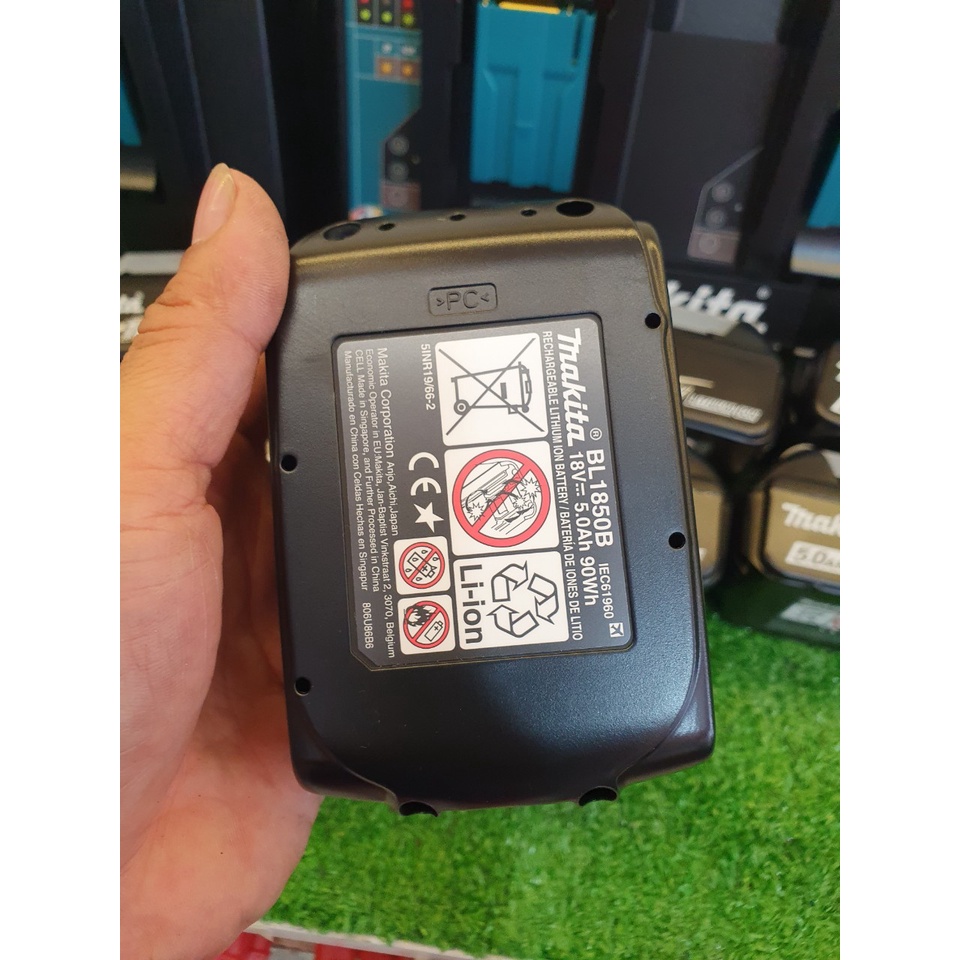 >PC<
makita® BL1850B IEC61960
18V⎓ 5.0Ah 90Wh
RECHARGEABLE LITHIUM ION BATTERY / BATERIA DE IONES DE LITIO
Li-ion
5INR19/66-2
CE
Makita Corporation Anjo,Aichi,Japan
Economic Operator in EU:Makita, Jan-Baptist Vinkstraat 2, 3070, Belgium
CELL Made in Singapore, and Further Processed in China
Manufacturado en China con Celdas Hechas en Singapur 806U86B6
makita
5.0Ah